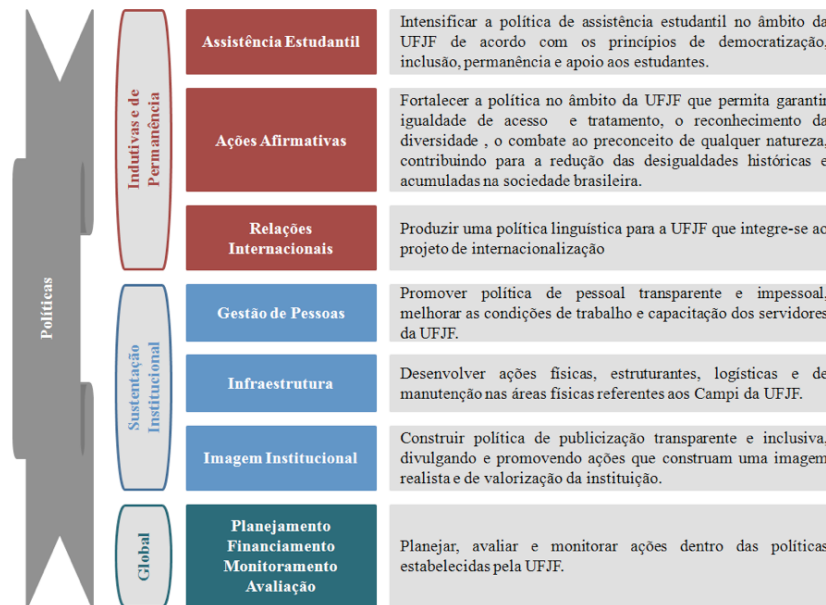 Políticas
Indutivas e de
Permanência
Assistência Estudantil
Intensificar a política de assistência estudantil no âmbito da
UFJF de acordo com os princípios de democratização,
inclusão, permanência e apoio aos estudantes.
Ações Afirmativas
Fortalecer a política no âmbito da UFJF que permita garantir
igualdade de acesso e tratamento, o reconhecimento da
diversidade , o combate ao preconceito de qualquer natureza,
contribuindo para a redução das desigualdades históricas e
acumuladas na sociedade brasileira.
Relações
Internacionais
Produzir uma política linguística para a UFJF que integre-se ao
projeto de internacionalização
Sustentação
Institucional
Gestão de Pessoas
Promover política de pessoal transparente e impessoal,
melhorar as condições de trabalho e capacitação dos servidores
da UFJF.
Infraestrutura
Desenvolver ações físicas, estruturantes, logísticas e de
manutenção nas áreas físicas referentes aos Campi da UFJF.
Imagem Institucional
Construir política de publicização transparente e inclusiva,
divulgando e promovendo ações que construam uma imagem
realista e de valorização da instituição.
Global
Planejamento
Financiamento
Monitoramento
Avaliação
Planejar, avaliar e monitorar ações dentro das políticas
estabelecidas pela UFJF.